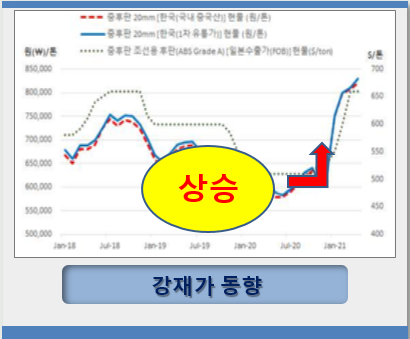 중후판 20mm [한국(국내 중국산)] 현물 (원/톤)
중후판 20mm [한국(1차 유통가)] 현물 (원/톤)
중후판 조선용 후판(ABS Grade A) [일본수출가(FOB)] 현물($/ton)
원(₩)/톤
$/톤
850,000
700
800,000
650
750,000
600
700,000
550
650,000
500
600,000
450
550,000
400
500,000
상승
Jan-18
Jul-18
Jan-19
Jul-19
Jan-20
Jul-20
Jan-21
강재가 동향